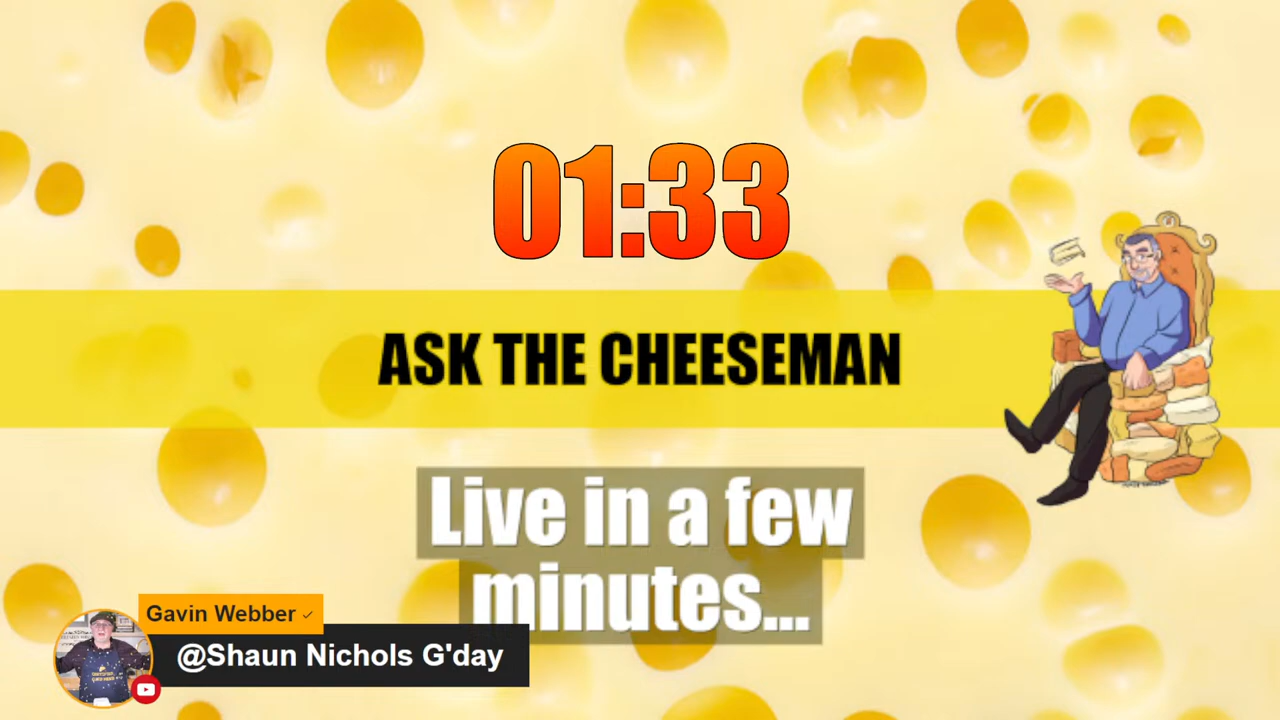 01:33
ASK THE CHEESEMAN
Live in a few
minutes...
Gavin Webber ✓
@Shaun Nichols G'day